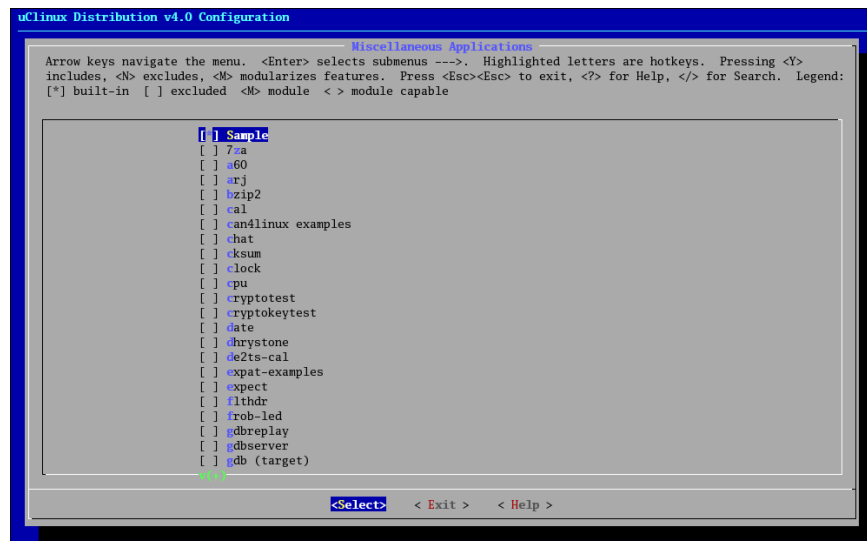 uClinux Distribution v4.0 Configuration
Miscellaneous Applications
Arrow keys navigate the menu. <Enter> selects submenus --->. Highlighted letters are hotkeys. Pressing <Y>
includes, <N> excludes, <M> modularizes features. Press <Esc><Esc> to exit, <?> for Help, </> for Search. Legend:
[*] built-in [ ] excluded <M> module < > module capable
[*] Sample
[ ] 7za
[ ] a60
[ ] arj
[ ] bzip2
[ ] cal
[ ] can4linux examples
[ ] chat
[ ] cksum
[ ] clock
[ ] cpu
[ ] cryptotest
[ ] cryptokeytest
[ ] date
[ ] dhrystone
[ ] de2ts-cal
[ ] expat-examples
[ ] expect
[ ] flthdr
[ ] frob-led
[ ] gdbreplay
[ ] gdbserver
[ ] gdb (target)
v(+)
<Select> < Exit > < Help >